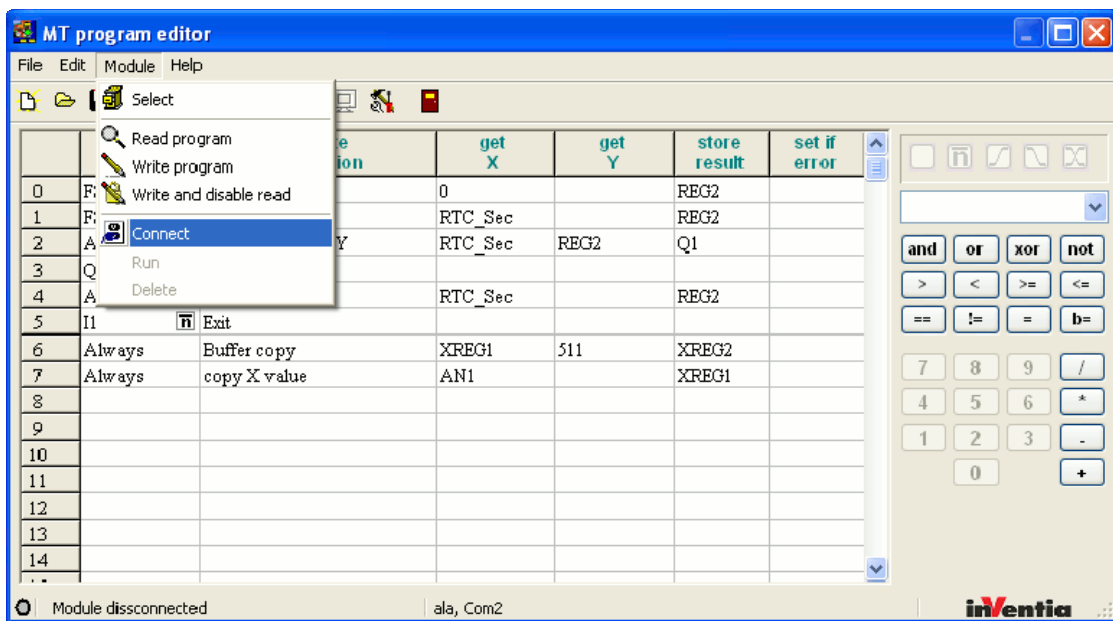 MT program editor
File Edit Module Help
Select
Read program
Write program
Write and disable read
Connect
Run
Delete
get X get Y store result set if error
0 0 REG2
1 RTC_Sec REG2
2 A Y RTC_Sec REG2 Q1
3 Q
4 A RTC_Sec REG2
5 I1 n Exit
6 Always Buffer copy XREG1 511 XREG2
7 Always copy X value AN1 XREG1
8
9
10
11
12
13
14
n
and or xor not
> < >= <=
== != = b=
7 8 9 /
4 5 6 *
1 2 3 -
0 +
Module dissconnected ala, Com2 inVentia